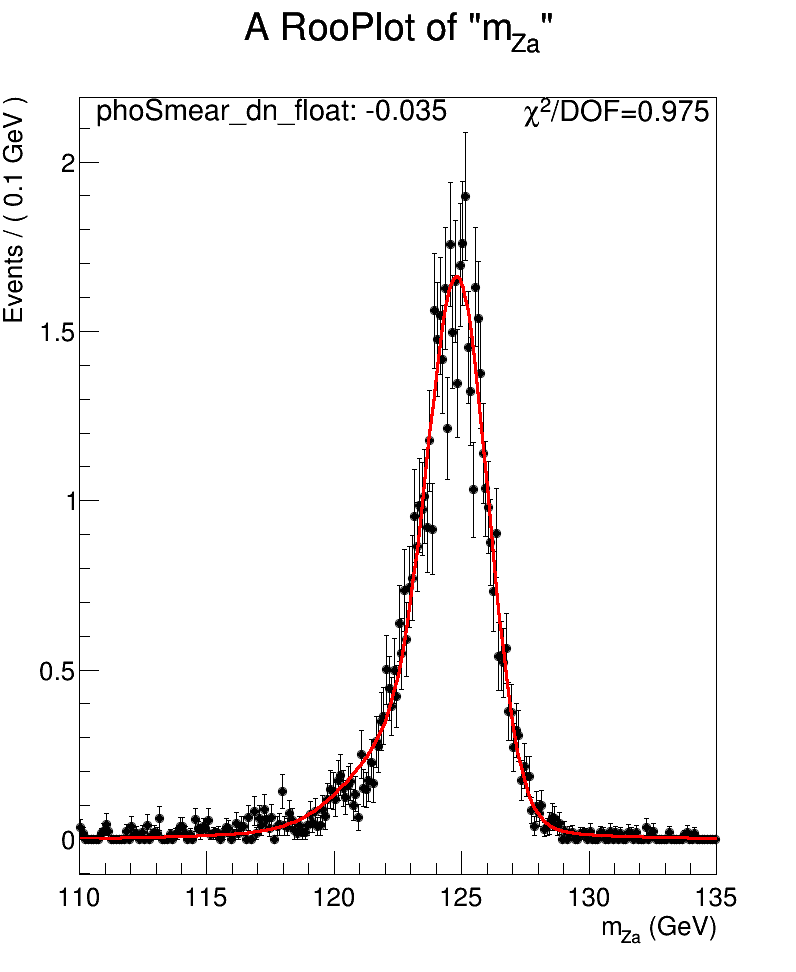 A RooPlot of "m_Za"
phoSmear_dn_float: -0.035 χ²/DOF=0.975
Events / ( 0.1 GeV )
2
1.5
1
0.5
0
110 115 120 125 130 135
m_Za (GeV)